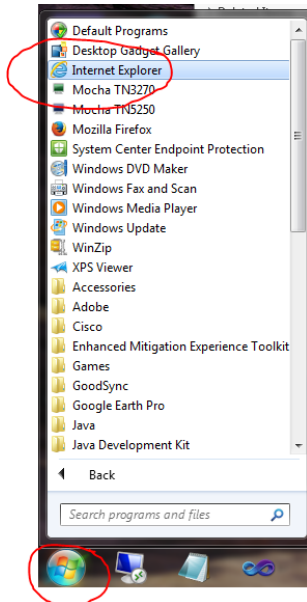 Default Programs
Desktop Gadget Gallery
Internet Explorer
Mocha TN3270
Mocha TN5250
Mozilla Firefox
System Center Endpoint Protection
Windows DVD Maker
Windows Fax and Scan
Windows Media Player
Windows Update
WinZip
XPS Viewer
Accessories
Adobe
Cisco
Enhanced Mitigation Experience Toolkit
Games
GoodSync
Google Earth Pro
Java
Java Development Kit
Back
Search programs and files